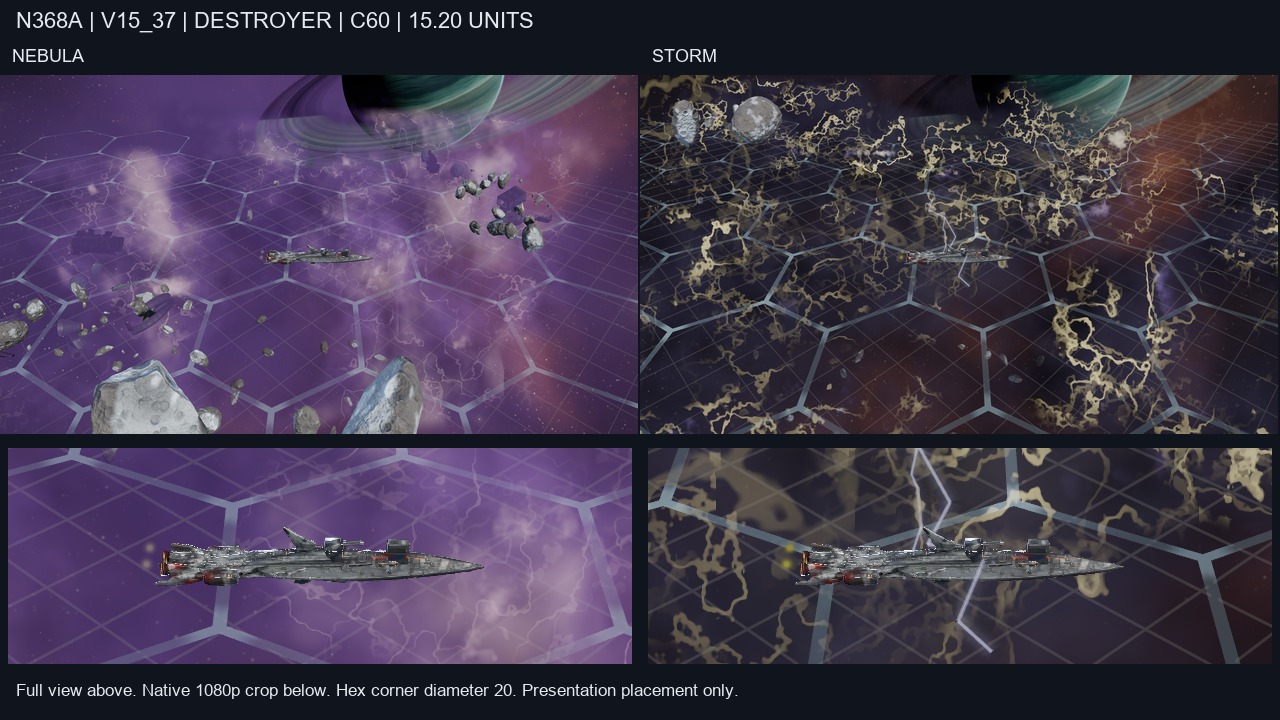 N368A | V15_37 | DESTROYER | C60 | 15.20 UNITS
NEBULA
STORM
Full view above. Native 1080p crop below. Hex corner diameter 20. Presentation placement only.